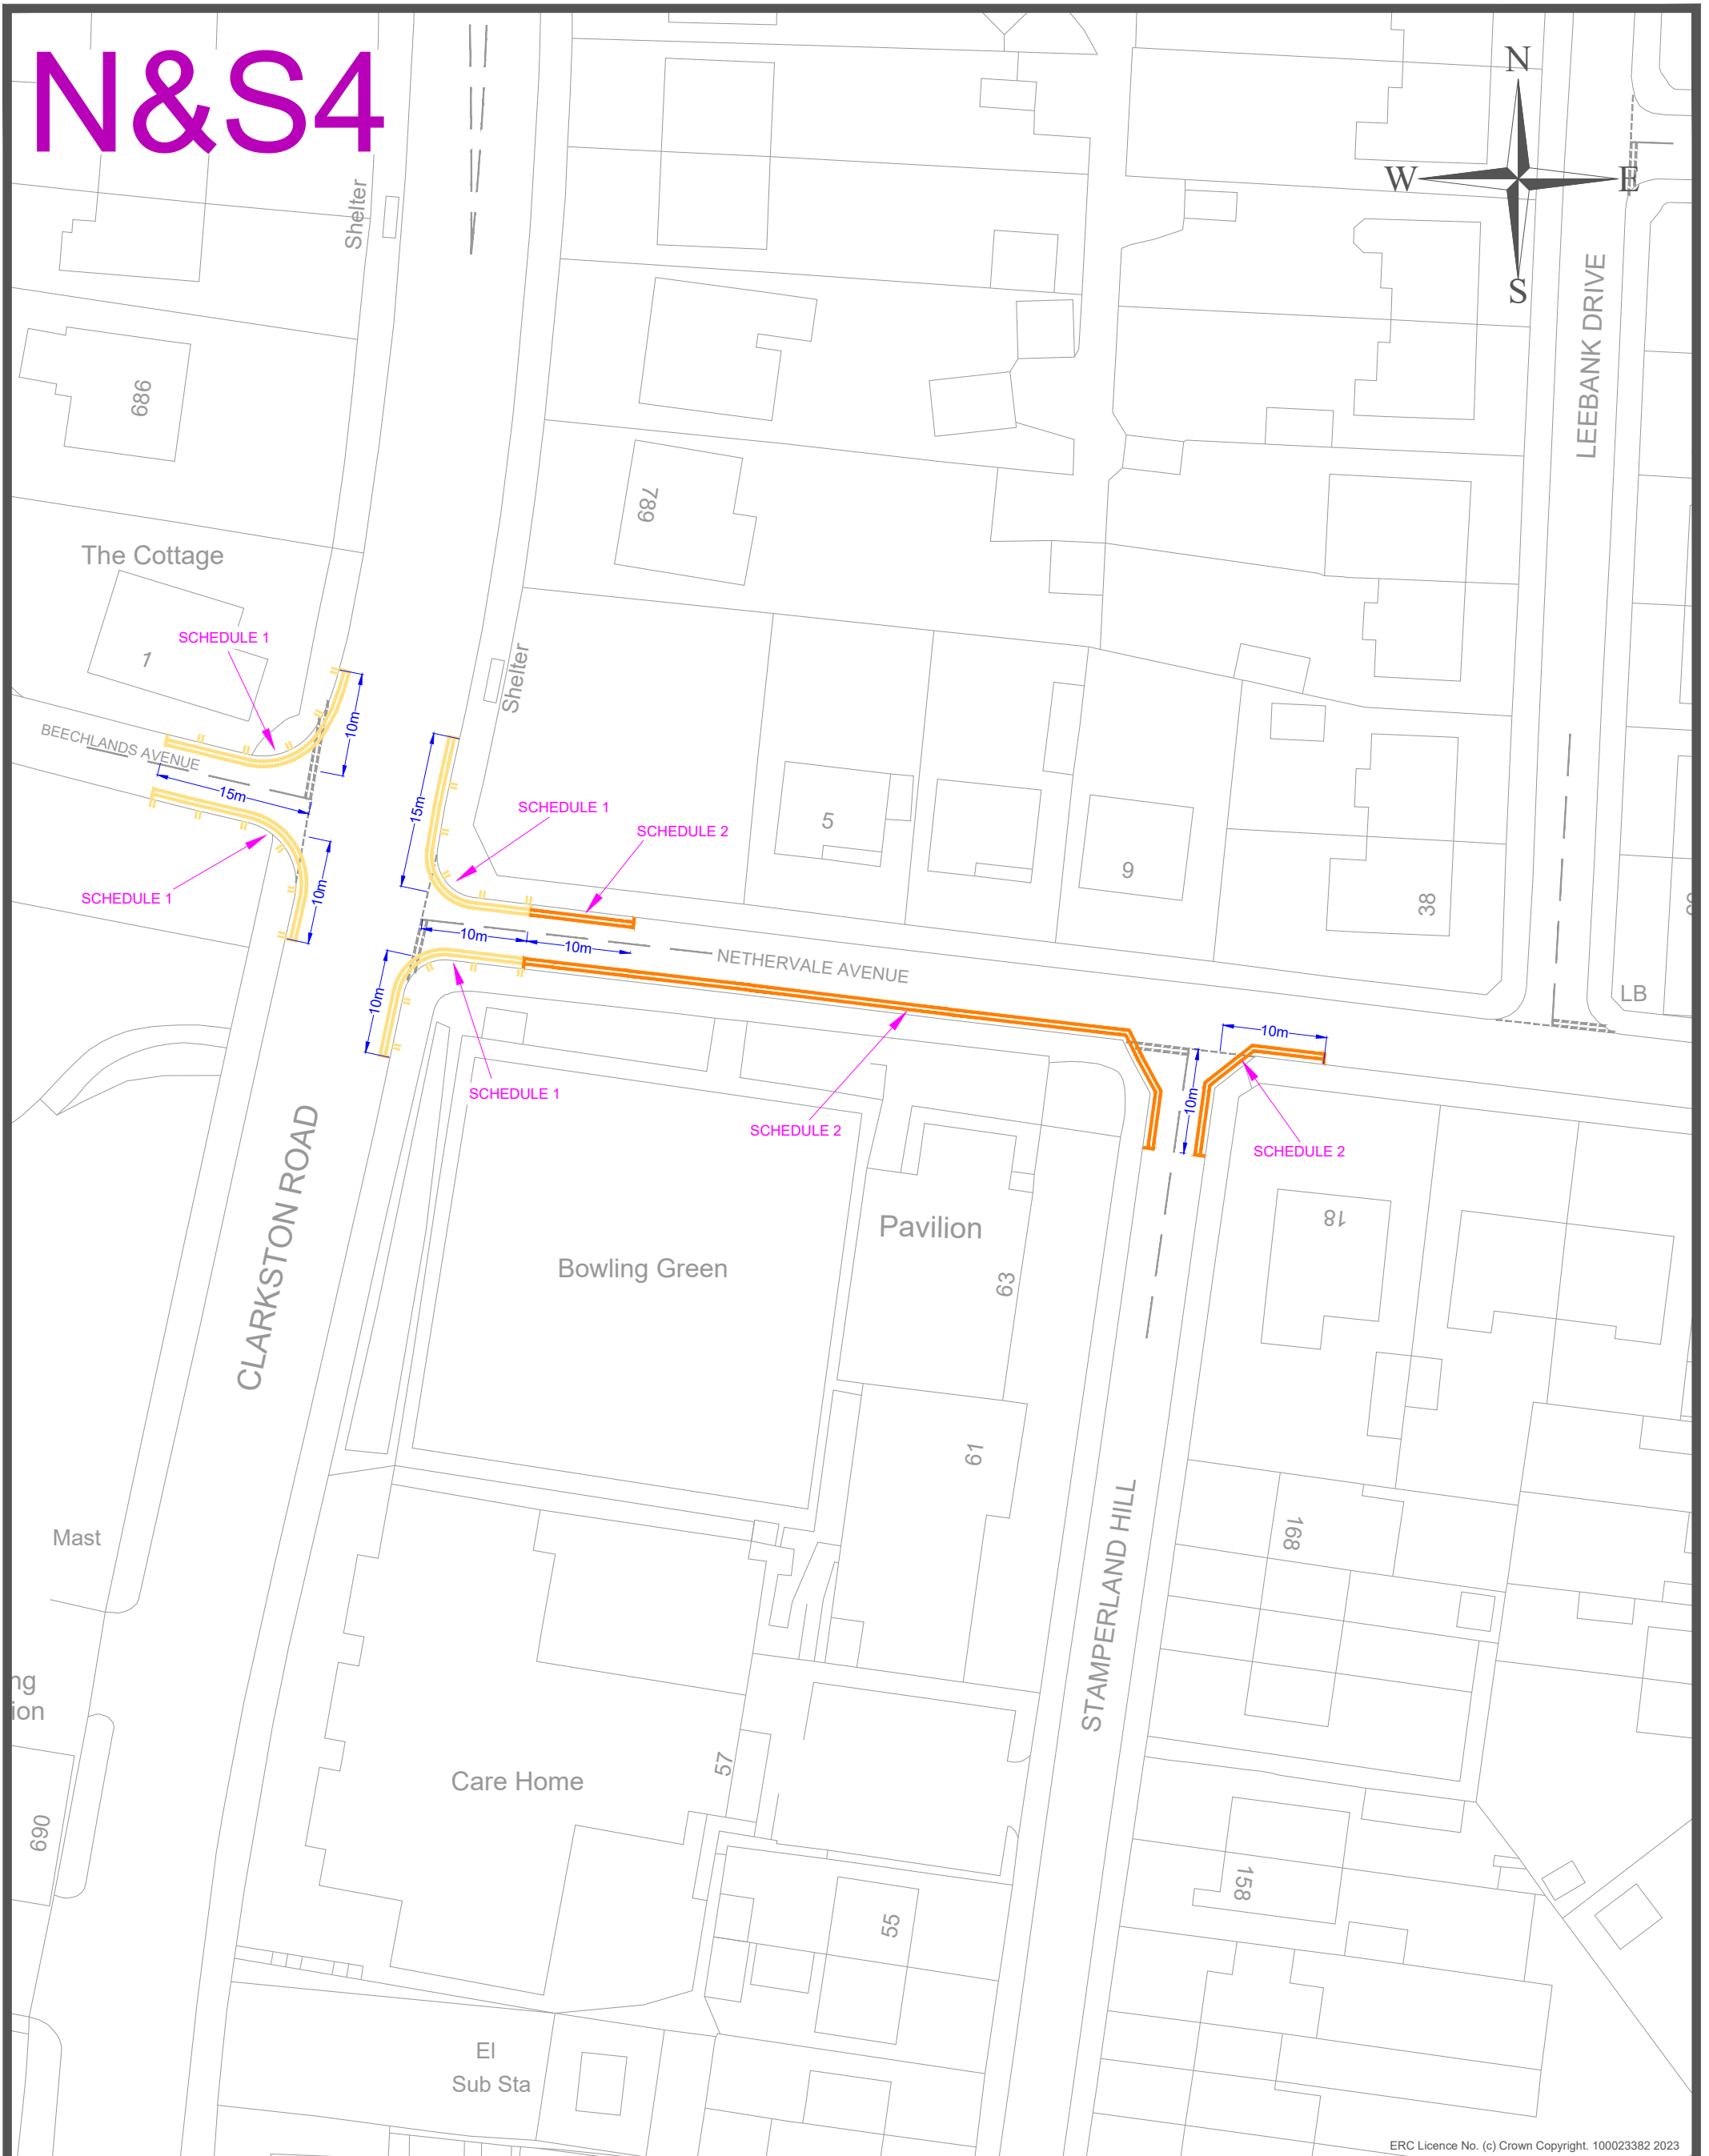 N&S4
N
W
E
S
Shelter
LEEBANK DRIVE
686
789
The Cottage
SCHEDULE 1
1
Shelter
10m
BEECHLANDS AVENUE
15m
15m
SCHEDULE 1
SCHEDULE 2
5
9
38
SCHEDULE 1
10m
10m
10m
NETHERVALE AVENUE
LB
10m
10m
10m
SCHEDULE 1
SCHEDULE 2
SCHEDULE 2
CLARKSTON ROAD
Pavilion
18
Bowling Green
63
61
Mast
168
STAMPERLAND HILL
ng
ion
57
Care Home
690
158
55
El
Sub Sta
ERC Licence No. (c) Crown Copyright. 100023382 2023